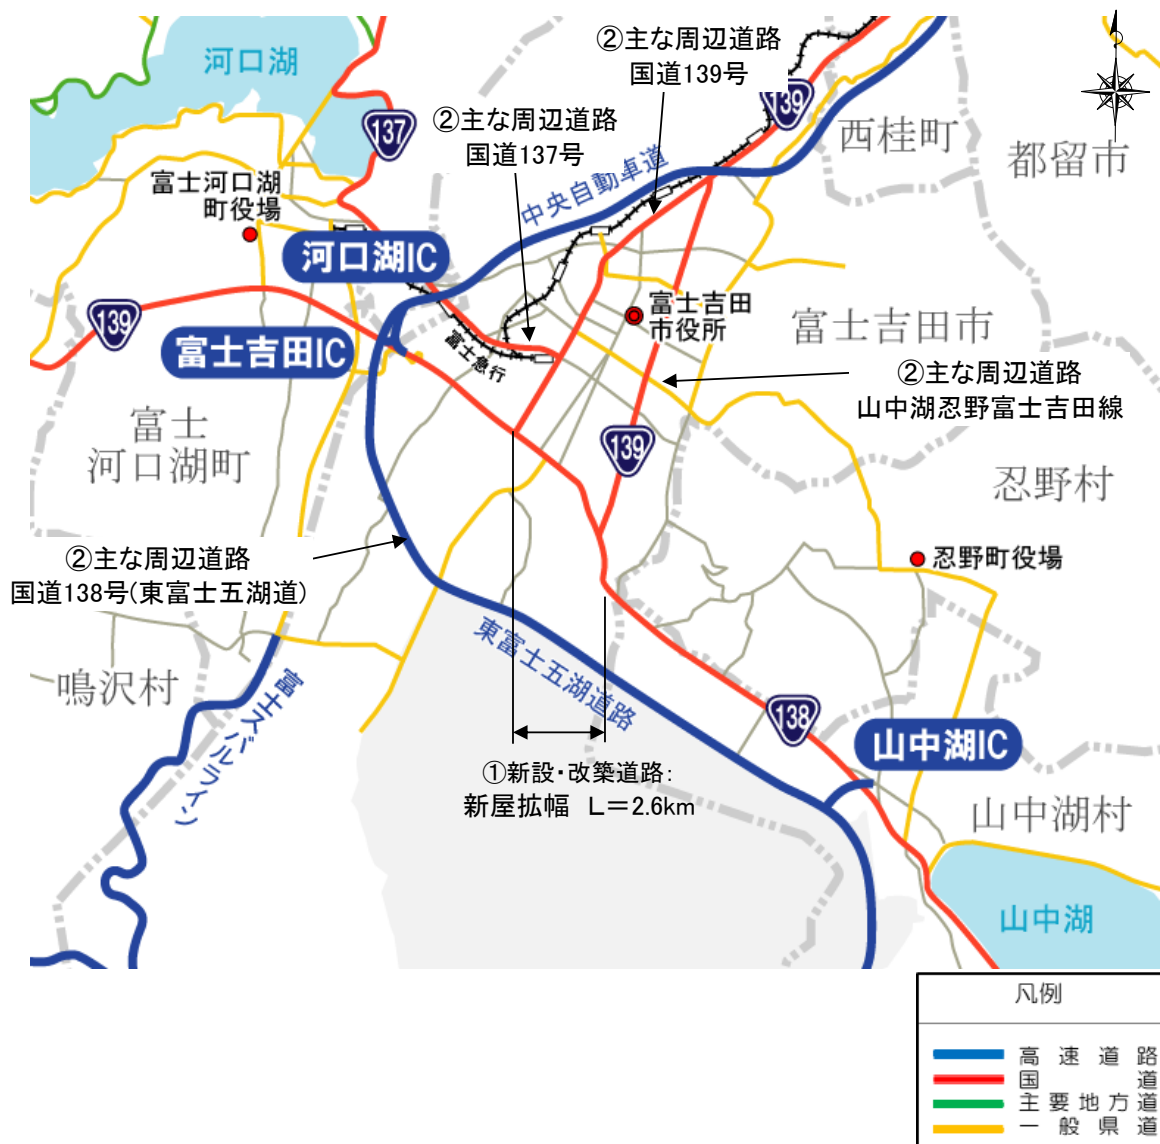 ②主な周辺道路
国道139号
河口湖
139
②主な周辺道路
国道137号
137
西桂町
都留市
中央自動車道
富士河口湖
町役場
河口湖IC
139
富士吉田IC
富士急行
富士吉田
市役所
富士吉田市
②主な周辺道路
山中湖忍野富士吉田線
富士
河口湖町
139
忍野村
②主な周辺道路
国道138号(東富士五湖道)
忍野町役場
東富士五湖道路
鳴沢村
富士スバルライン
138
山中湖IC
①新設・改築道路:
新屋拡幅 L=2.6km
山中湖村
山中湖
凡例
高速道路
国道
主要地方道
一般県道